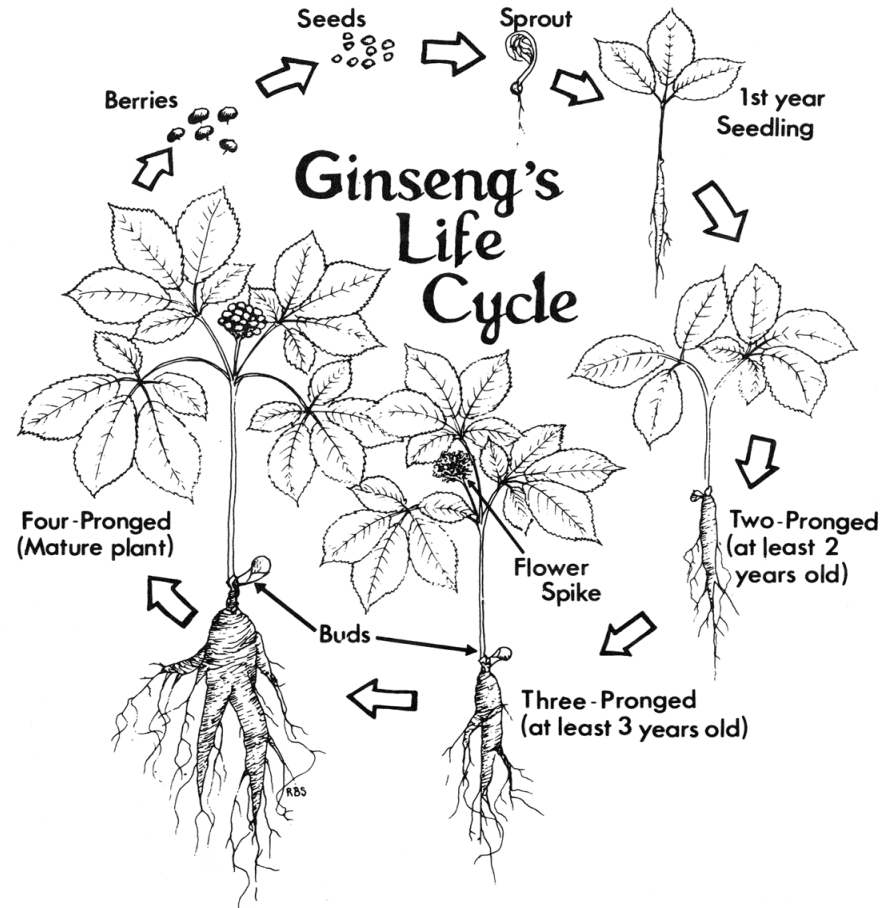 Ginseng's
Life
Cycle
Seeds
Sprout
1st year
Seedling
Two-Pronged
(at least 2
years old)
Three-Pronged
(at least 3 years old)
Flower
Spike
Buds
Four-Pronged
(Mature plant)
Berries
RBS